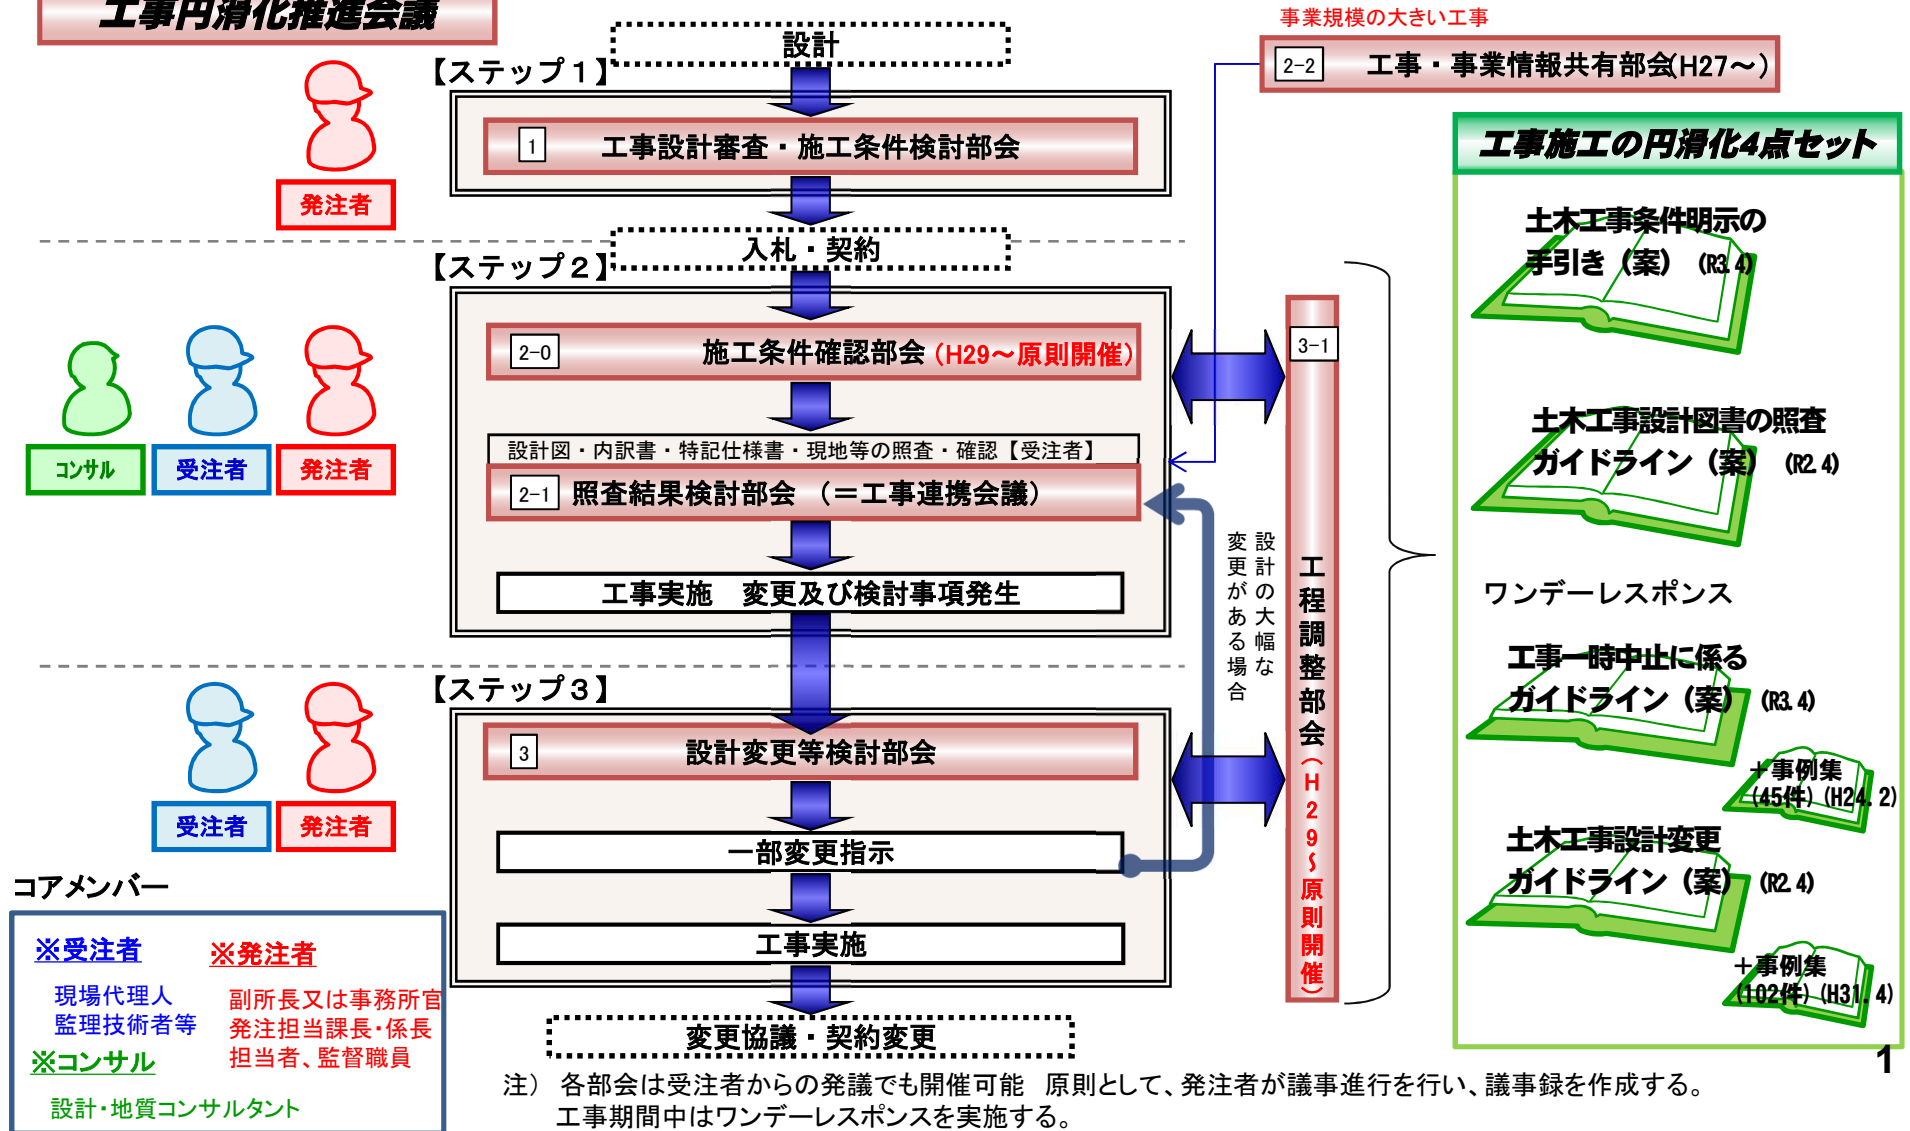 工事円滑化推進会議
事業規模の大きい工事
2-2 工事・事業情報共有部会(H27～)
設計
【ステップ1】
1 工事設計審査・施工条件検討部会
発注者
入札・契約
【ステップ2】
2-0 施工条件確認部会(H29～原則開催)
設計図・内訳書・特記仕様書・現地等の照査・確認【受注者】
2-1 照査結果検討部会 （＝工事連携会議）
工事実施 変更及び検討事項発生
コンサル
受注者
発注者
設計の大幅な
変更がある場合
3-1
工程調整部会(H29～原則開催)
【ステップ3】
3 設計変更等検討部会
一部変更指示
工事実施
変更協議・契約変更
受注者
発注者
コアメンバー
※受注者
現場代理人
監理技術者等
※コンサル
設計・地質コンサルタント
※発注者
副所長又は事務所官
発注担当課長・係長
担当者、監督職員
工事施工の円滑化4点セット
土木工事条件明示の
手引き（案） (R3.4)
土木工事設計図書の照査
ガイドライン（案） (R2.4)
ワンデーレスポンス
工事一時中止に係る
ガイドライン（案） (R3.4)
＋事例集
(45件)(H24.2)
土木工事設計変更
ガイドライン（案） (R2.4)
＋事例集
(102件)(H31.4)
注） 各部会は受注者からの発議でも開催可能 原則として、発注者が議事進行を行い、議事録を作成する。
工事期間中はワンデーレスポンスを実施する。
1